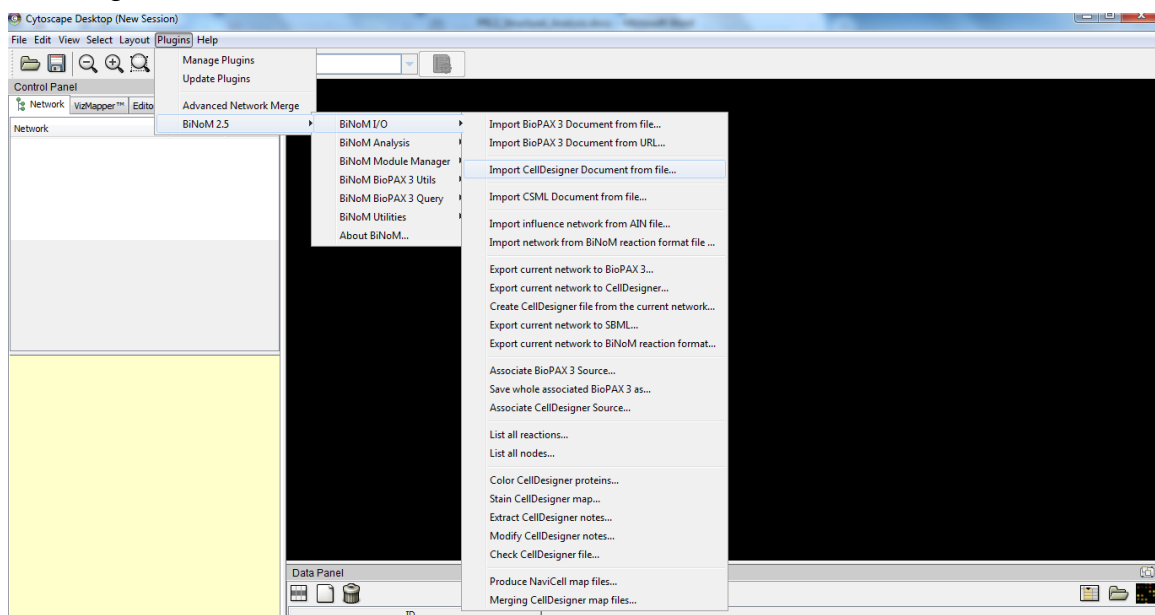 Cytoscape Desktop (New Session)
File Edit View Select Layout Plugins Help
Manage Plugins
Update Plugins
Advanced Network Merge
BiNoM 2.5
Control Panel
Network VizMapper™ Edito
Network
BiNoM I/O
BiNoM Analysis
BiNoM Module Manager
BiNoM BioPAX 3 Utils
BiNoM BioPAX 3 Query
BiNoM Utilities
About BiNoM...
Import BioPAX 3 Document from file...
Import BioPAX 3 Document from URL...
Import CellDesigner Document from file...
Import CSML Document from file...
Import influence network from AIN file...
Import network from BiNoM reaction format file ...
Export current network to BioPAX 3...
Export current network to CellDesigner...
Create CellDesigner file from the current network...
Export current network to SBML...
Export current network to BiNoM reaction format...
Associate BioPAX 3 Source...
Save whole associated BioPAX 3 as...
Associate CellDesigner Source...
List all reactions...
List all nodes...
Color CellDesigner proteins...
Stain CellDesigner map...
Extract CellDesigner notes...
Modify CellDesigner notes...
Check CellDesigner file...
Produce NaviCell map files...
Merging CellDesigner map files...
Data Panel
ID